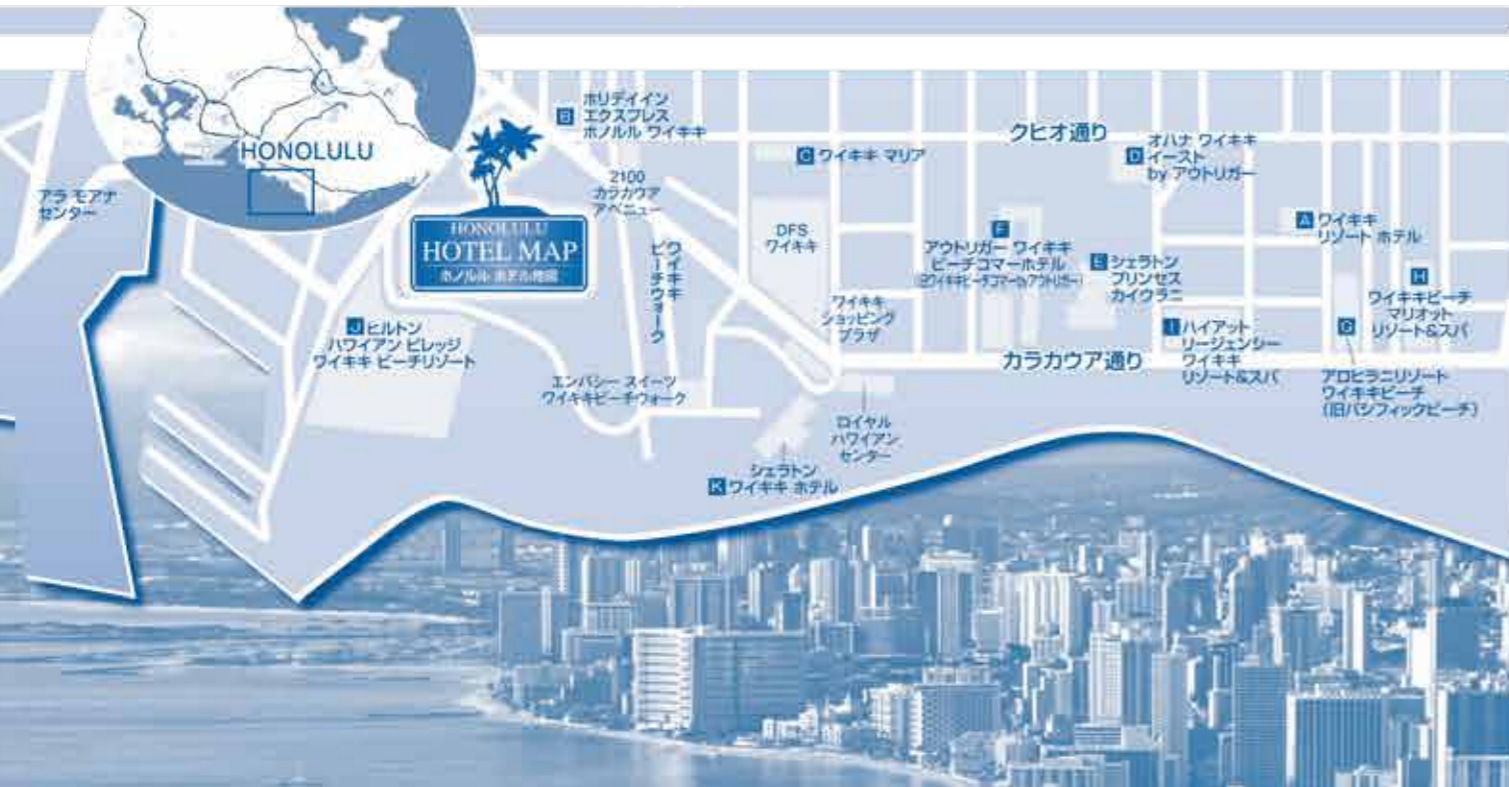 HONOLULU
アラ モアナ
センター
HONOLULU
HOTEL MAP
ホノルル ホテル地図
B ホリデイイン
エクスプレス
ホノルル ワイキキ
2100
カラカウア
アベニュー
ワイキキ
ビーチウォーク
C ワイキキ マリア
DFS
ワイキキ
クヒオ通り
D オハナ ワイキキ
イースト
by アウトリガー
A ワイキキ
リゾート ホテル
F
アウトリガー ワイキキ
ビーチコマーホテル
E シェラトン
プリンセス
カイウラニ
H
ワイキキビーチ
マリオット
リゾート&スパ
J ヒルトン
ハワイアン ビレッジ
ワイキキ ビーチリゾート
ワイキキ
ショッピング
プラザ
カラカウア通り
I ハイアット
リージェンシー
ワイキキ
リゾート&スパ
G
アロヒラニリゾート
ワイキキビーチ
(旧パシフィックビーチ)
エンバシー スイーツ
ワイキキビーチウォーク
ロイヤル
ハワイアン
センター
シェラトン
K ワイキキ ホテル